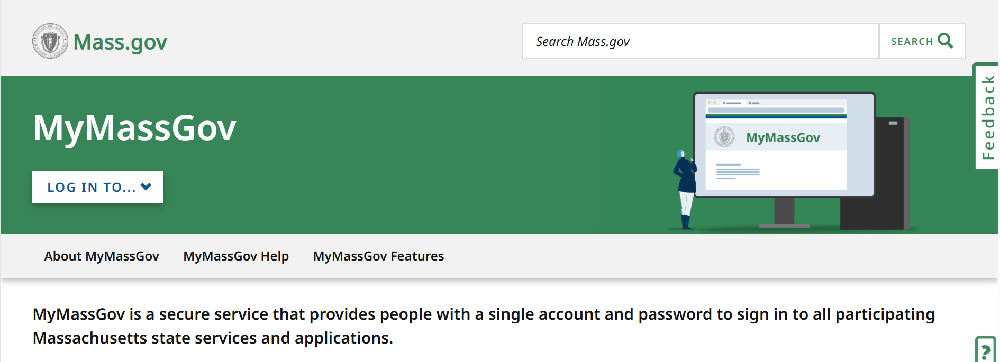 Mass.gov
Search Mass.gov
SEARCH
Feedback
MyMassGov
LOG IN TO...
MyMassGov
About MyMassGov
MyMassGov Help
MyMassGov Features
MyMassGov is a secure service that provides people with a single account and password to sign in to all participating
Massachusetts state services and applications.
?